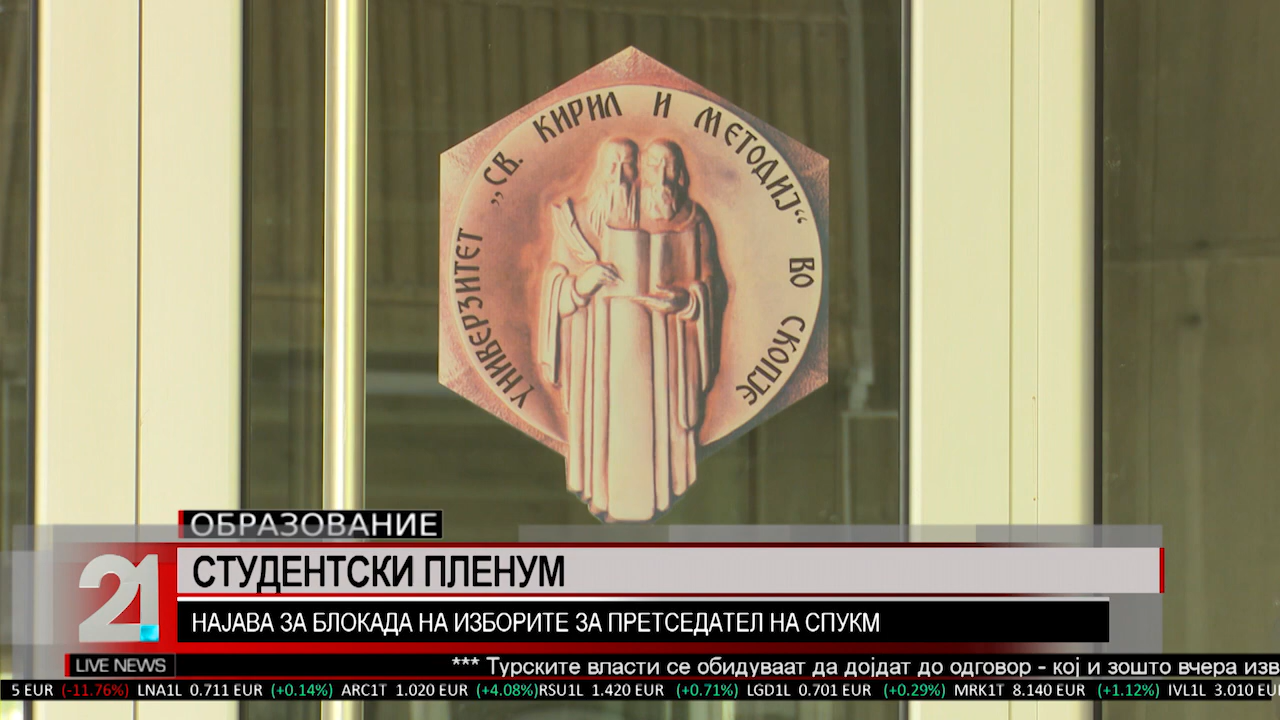 УНИВЕРЗИТЕТ „СВ. КИРИЛ И МЕТОДИЈ“ ВО СКОПЈЕ
ОБРАЗОВАНИЕ
21
СТУДЕНТСКИ ПЛЕНУМ
НАЈАВА ЗА БЛОКАДА НА ИЗБОРИТЕ ЗА ПРЕТСЕДАТЕЛ НА СПУКМ
LIVE NEWS
*** Турските власти се обидуваат да дојдат до одговор - кој и зошто вчера изв
5 EUR (-11.76%) LNA1L 0.711 EUR (+0.14%) ARC1T 1.020 EUR (+4.08%)RSU1L 1.420 EUR (+0.71%) LGD1L 0.701 EUR (+0.29%) MRK1T 8.140 EUR (+1.12%) IVL1L 3.010 EUR